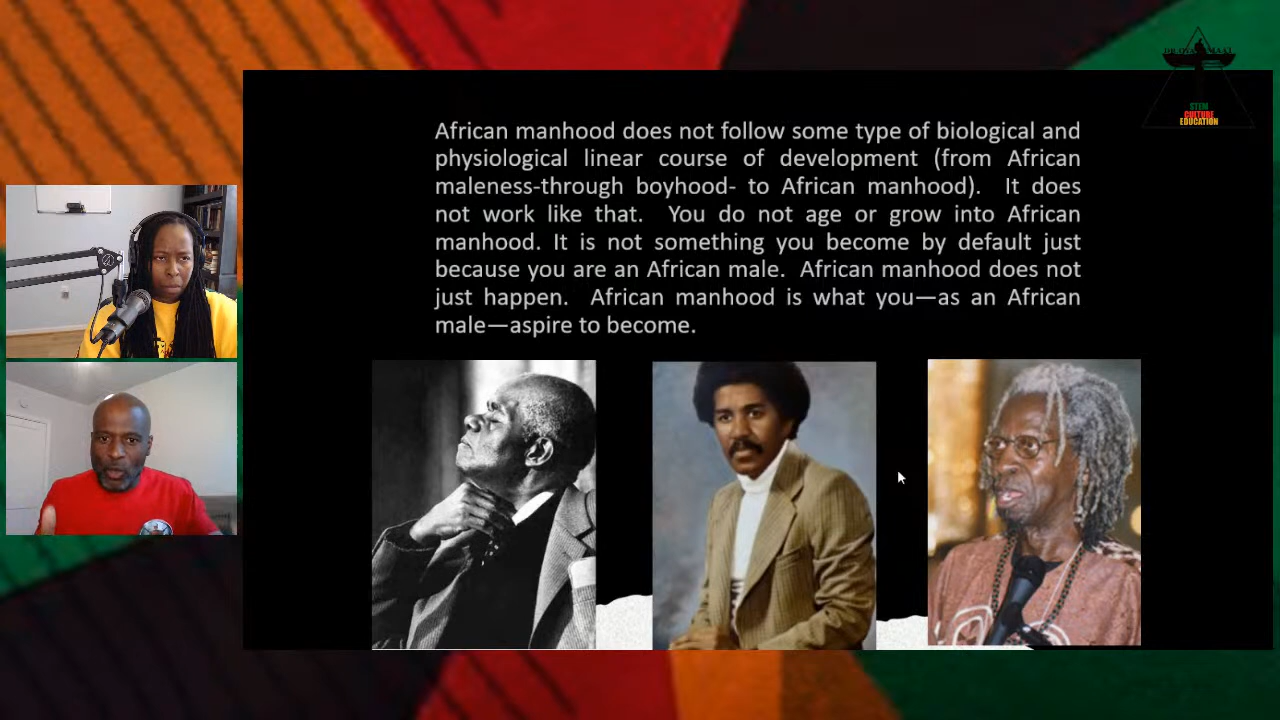 African manhood does not follow some type of biological and
physiological linear course of development (from African
maleness-through boyhood- to African manhood).  It does
not work like that.  You do not age or grow into African
manhood. It is not something you become by default just
because you are an African male.  African manhood does not
just happen.  African manhood is what you—as an African
male—aspire to become.
STEM
CULTURE
EDUCATION